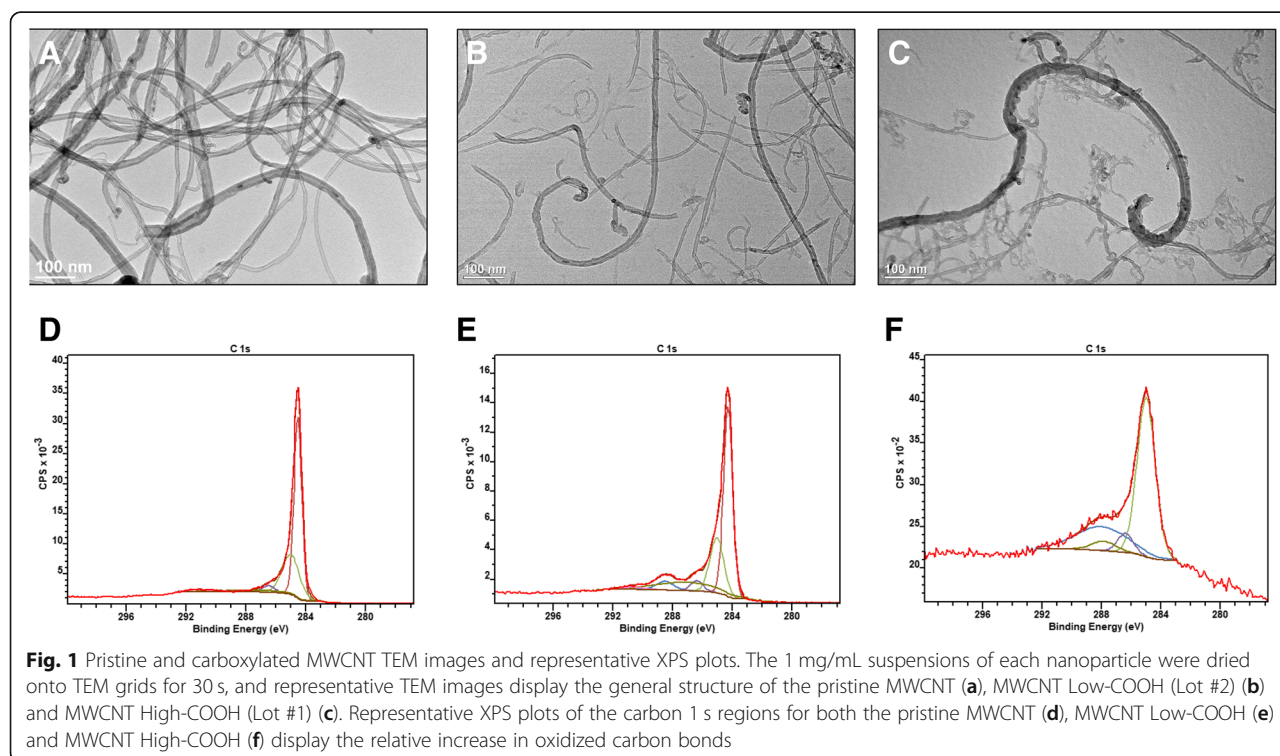 A
B
C
100 nm
100 nm
100 nm
D
E
F
C 1s
C 1s
C 1s
40
35
30
25
20
15
10
5
CPS x 10-3
296
292
288
284
280
Binding Energy (eV)
16
14
12
10
8
6
4
2
CPS x 10-3
296
292
288
284
280
Binding Energy (eV)
45
40
35
30
25
20
CPS x 10-2
296
292
288
284
280
Binding Energy (eV)
Fig. 1 Pristine and carboxylated MWCNT TEM images and representative XPS plots. The 1 mg/mL suspensions of each nanoparticle were dried
onto TEM grids for 30 s, and representative TEM images display the general structure of the pristine MWCNT (a), MWCNT Low-COOH (Lot #2) (b)
and MWCNT High-COOH (Lot #1) (c). Representative XPS plots of the carbon 1 s regions for both the pristine MWCNT (d), MWCNT Low-COOH (e)
and MWCNT High-COOH (f) display the relative increase in oxidized carbon bonds